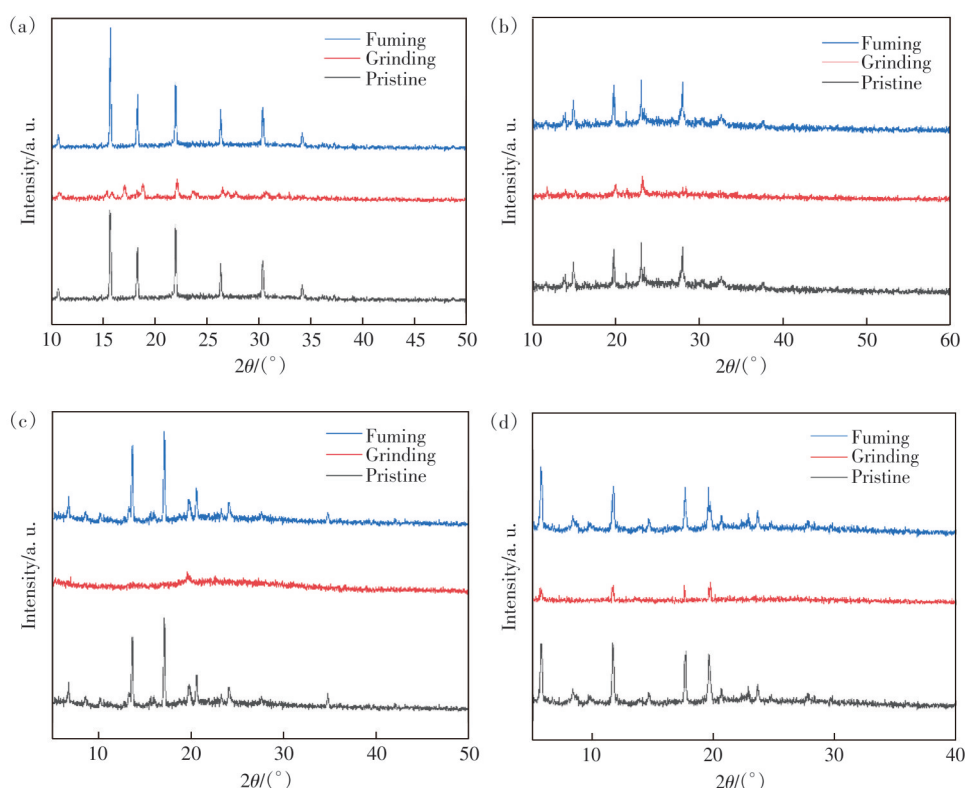 (a)
Fuming
Grinding
Pristine
Intensity/a. u.
10 15 20 25 30 35 40 45 50
2θ/(°)
(b)
Fuming
Grinding
Pristine
Intensity/a. u.
10 20 30 40 50 60
2θ/(°)
(c)
Fuming
Grinding
Pristine
Intensity/a. u.
10 20 30 40 50
2θ/(°)
(d)
Fuming
Grinding
Pristine
Intensity/a. u.
10 20 30 40
2θ/(°)